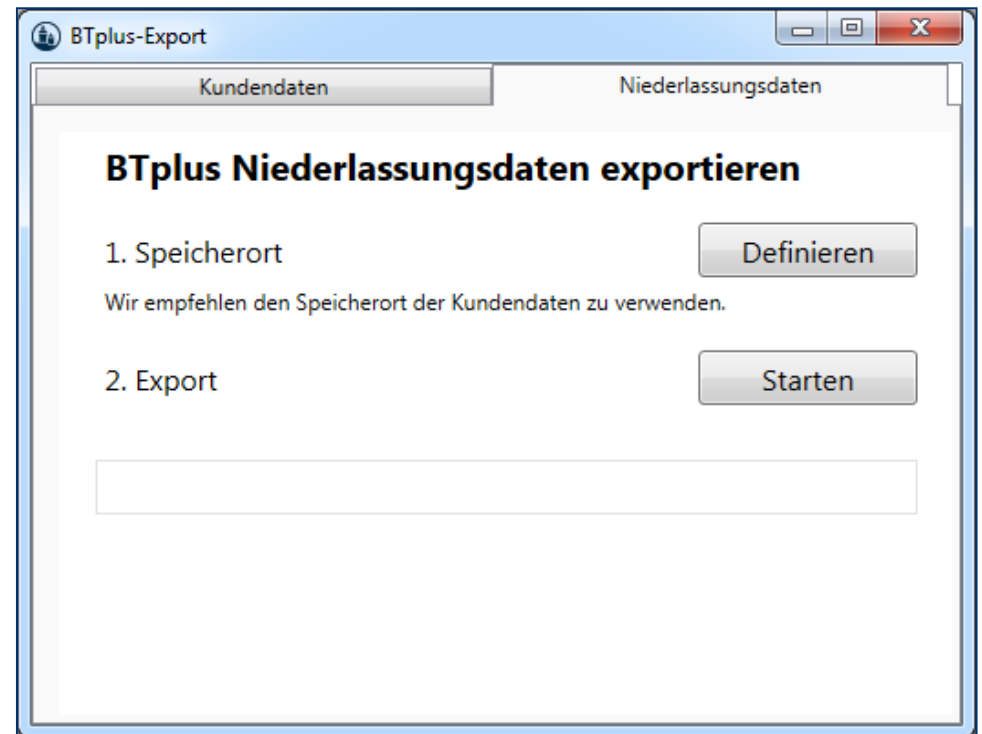 BTplus-Export
Kundendaten
Niederlassungsdaten
BTplus Niederlassungsdaten exportieren
1. Speicherort
Definieren
Wir empfehlen den Speicherort der Kundendaten zu verwenden.
2. Export
Starten